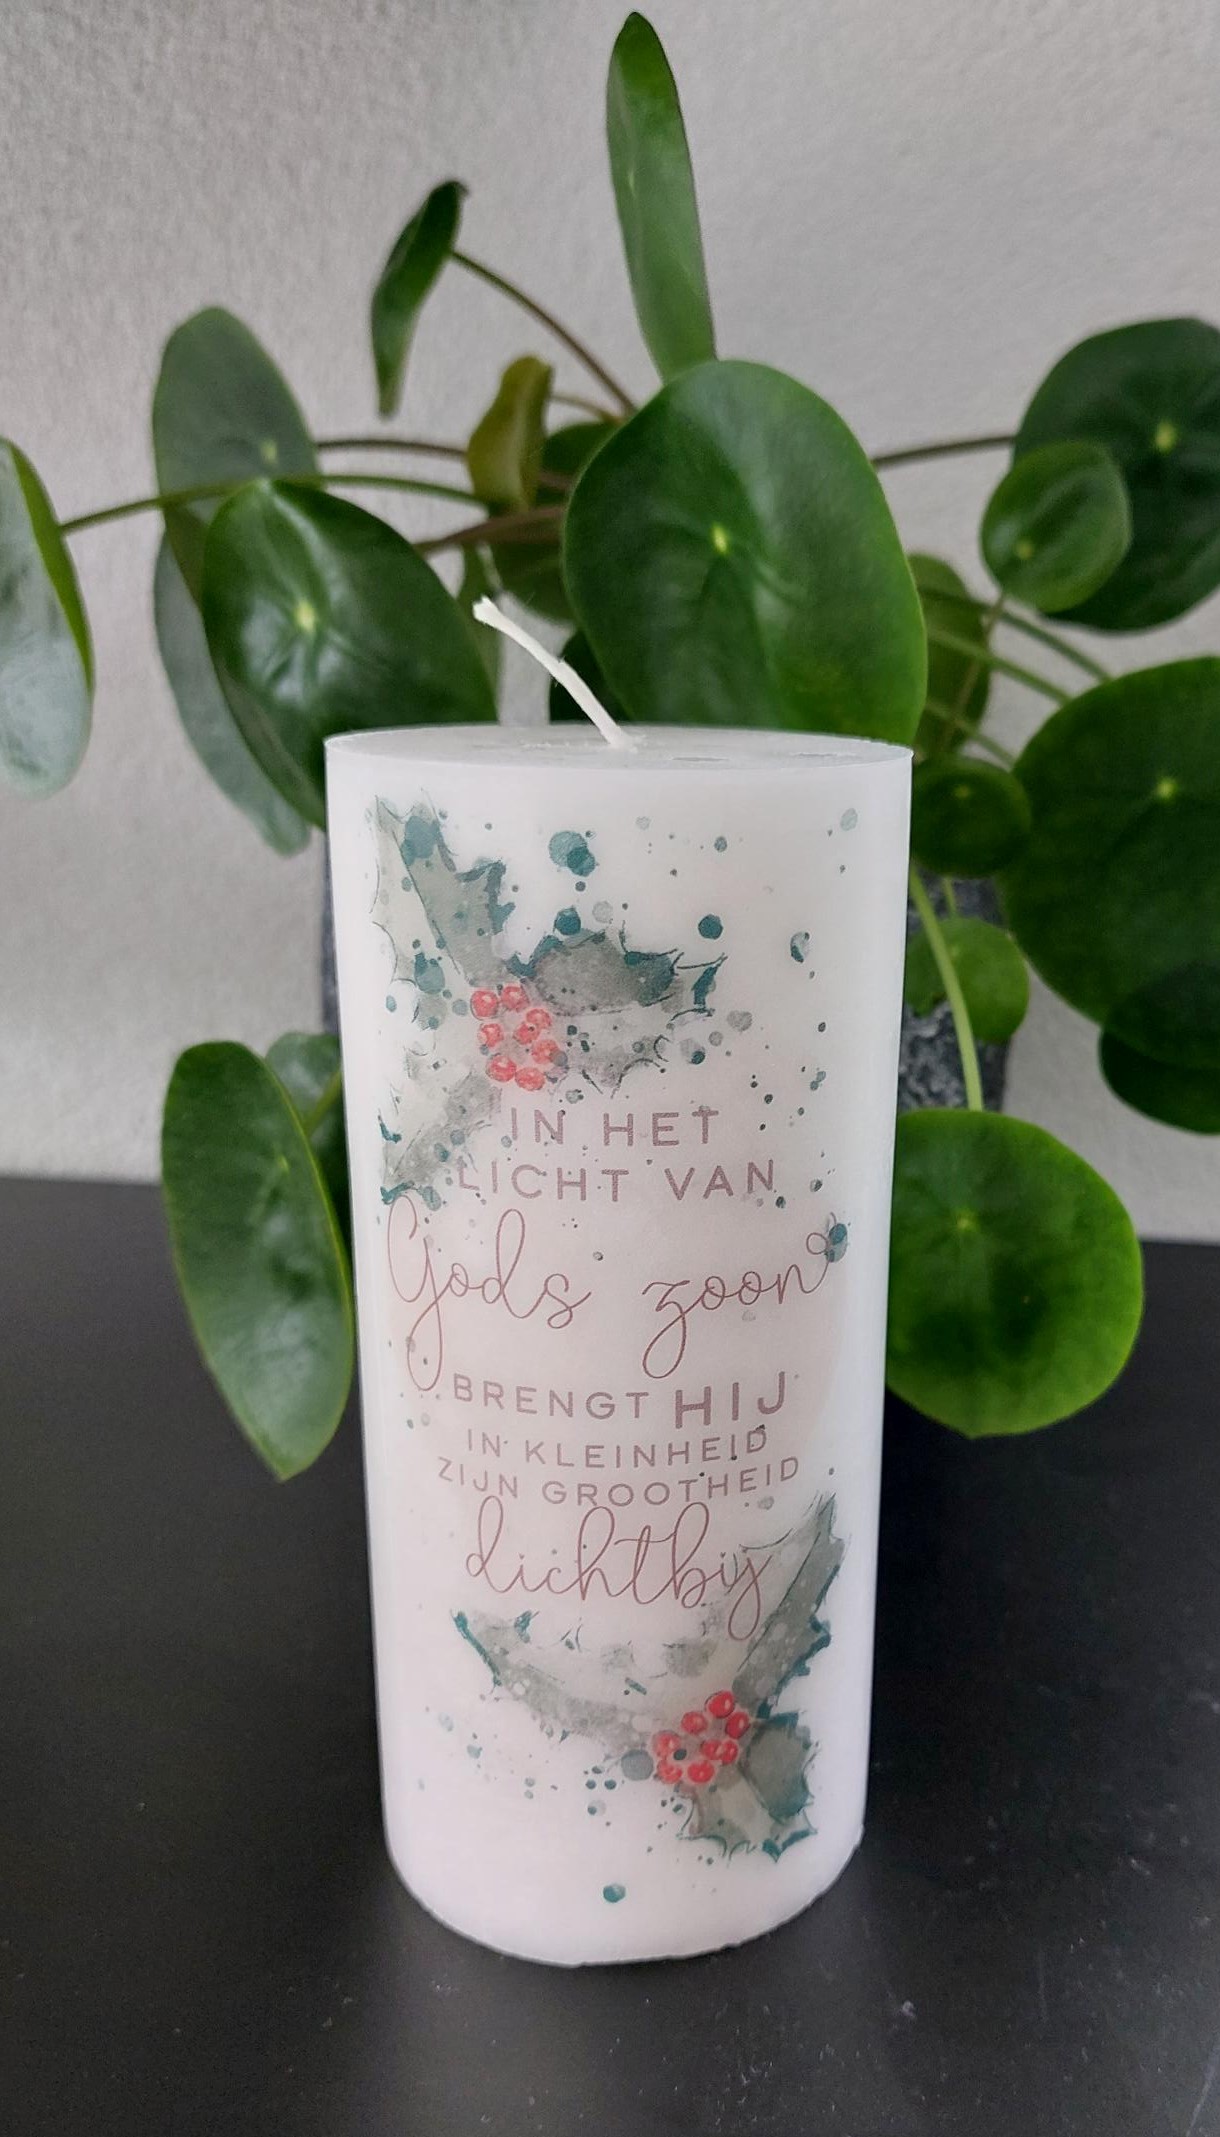 IN HET
LICHT VAN
Gods zoon
BRENGT HIJ
IN KLEINHEID
ZIJN GROOTHEID
dichtbij